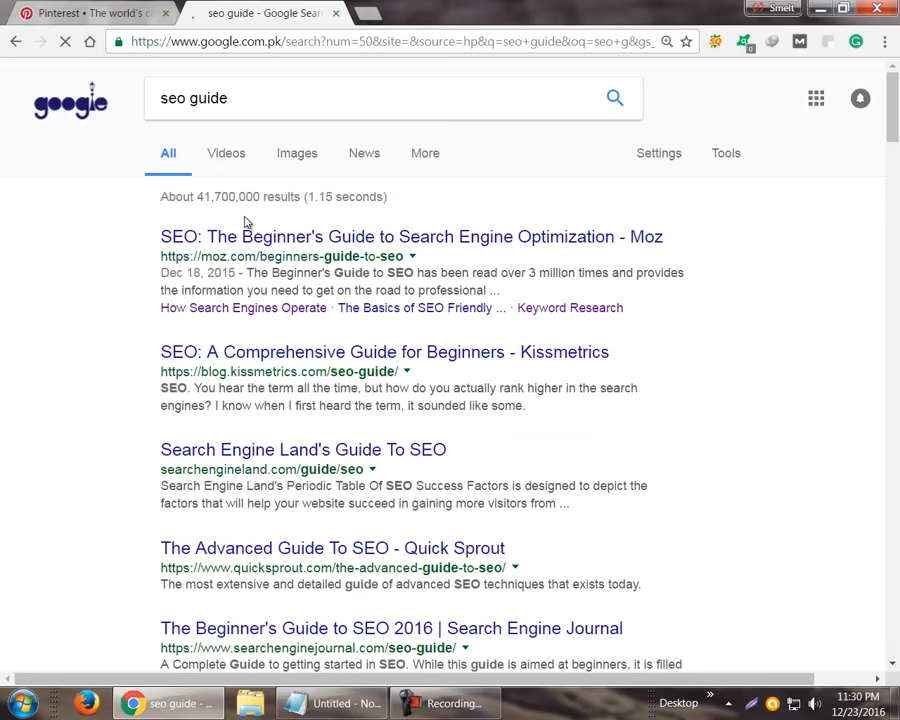 Pinterest • The world's ca
seo guide - Google Sear
Smelt
https://www.google.com.pk/search?num=50&site=&source=hp&q=seo+guide&oq=seo+g&gs_
0
M
google
seo guide
All
Videos
Images
News
More
Settings
Tools
About 41,700,000 results (1.15 seconds)
SEO: The Beginner's Guide to Search Engine Optimization - Moz
https://moz.com/beginners-guide-to-seo
Dec 18, 2015 - The Beginner's Guide to SEO has been read over 3 million times and provides
the information you need to get on the road to professional ...
How Search Engines Operate · The Basics of SEO Friendly ... · Keyword Research
SEO: A Comprehensive Guide for Beginners - Kissmetrics
https://blog.kissmetrics.com/seo-guide/
SEO. You hear the term all the time, but how do you actually rank higher in the search
engines? I know when I first heard the term, it sounded like some.
Search Engine Land's Guide To SEO
searchengineland.com/guide/seo
Search Engine Land's Periodic Table Of SEO Success Factors is designed to depict the
factors that will help your website succeed in gaining more visitors from ...
The Advanced Guide To SEO - Quick Sprout
https://www.quicksprout.com/the-advanced-guide-to-seo/
The most extensive and detailed guide of advanced SEO techniques that exists today.
The Beginner's Guide to SEO 2016 | Search Engine Journal
https://www.searchenginejournal.com/seo-guide/
A Complete Guide to getting started in SEO. While this guide is aimed at beginners, it is filled
seo guide - ...
Untitled - No...
Recording...
Desktop
11:30 PM
12/23/2016